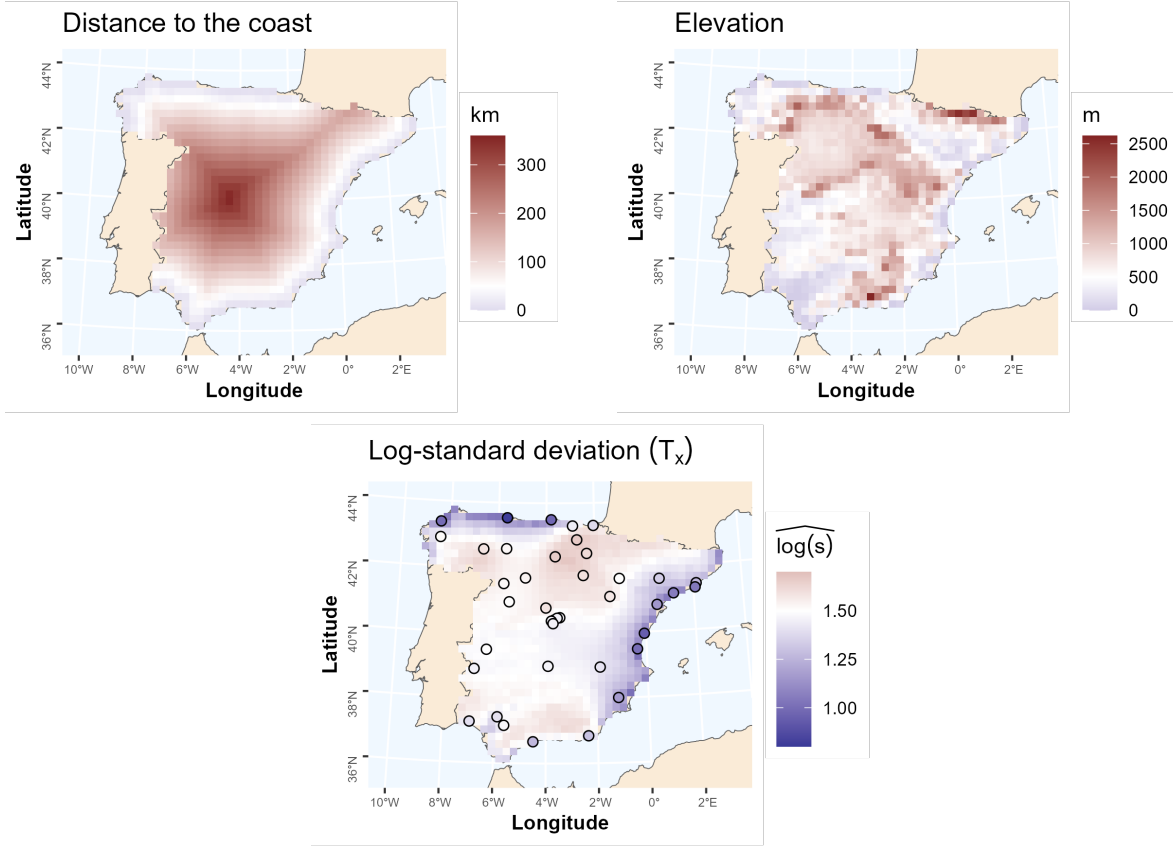 Distance to the coast
44°N
42°N
40°N
38°N
36°N
Latitude
10°W 8°W 6°W 4°W 2°W 0° 2°E
Longitude
km
300
200
100
0
Elevation
44°N
42°N
40°N
38°N
36°N
Latitude
10°W 8°W 6°W 4°W 2°W 0° 2°E
Longitude
m
2500
2000
1500
1000
500
0
Log-standard deviation (Tx)
44°N
42°N
40°N
38°N
36°N
Latitude
10°W 8°W 6°W 4°W 2°W 0° 2°E
Longitude
log(s)
1.50
1.25
1.00